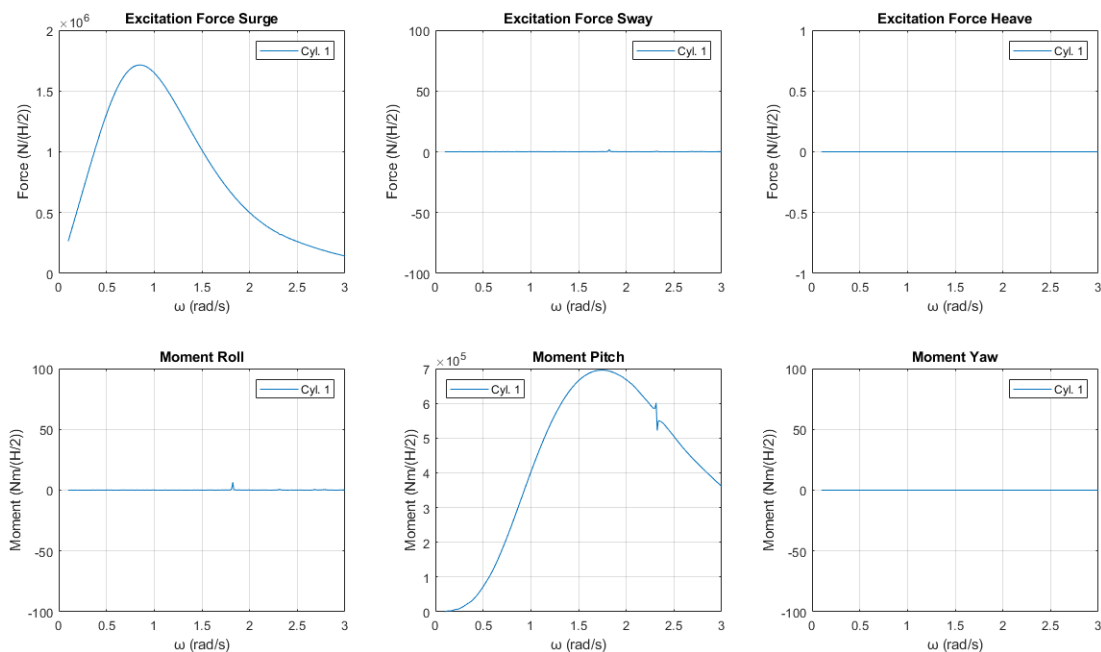 Excitation Force Surge
×10⁶
Cyl. 1
Force (N/(H/2))
2
1.5
1
0.5
0
0 0.5 1 1.5 2 2.5 3
ω (rad/s)
Excitation Force Sway
Cyl. 1
Force (N/(H/2))
100
50
0
-50
-100
0 0.5 1 1.5 2 2.5 3
ω (rad/s)
Excitation Force Heave
Cyl. 1
Force (N/(H/2))
1
0.5
0
-0.5
-1
0 0.5 1 1.5 2 2.5 3
ω (rad/s)
Moment Roll
Cyl. 1
Moment (Nm/(H/2))
100
50
0
-50
-100
0 0.5 1 1.5 2 2.5 3
ω (rad/s)
Moment Pitch
×10⁵
Cyl. 1
Moment (Nm/(H/2))
7
6
5
4
3
2
1
0
0 0.5 1 1.5 2 2.5 3
ω (rad/s)
Moment Yaw
Cyl. 1
Moment (Nm/(H/2))
100
50
0
-50
-100
0 0.5 1 1.5 2 2.5 3
ω (rad/s)